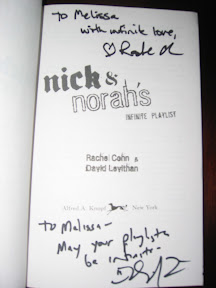 To Melissa
with infinite love,
nick &
norah's
INFINITE PLAYLIST
Rachel Cohn &
David Levithan
Alfred A. Knopf New York
To Melissa-
May your playlists
be infinite-